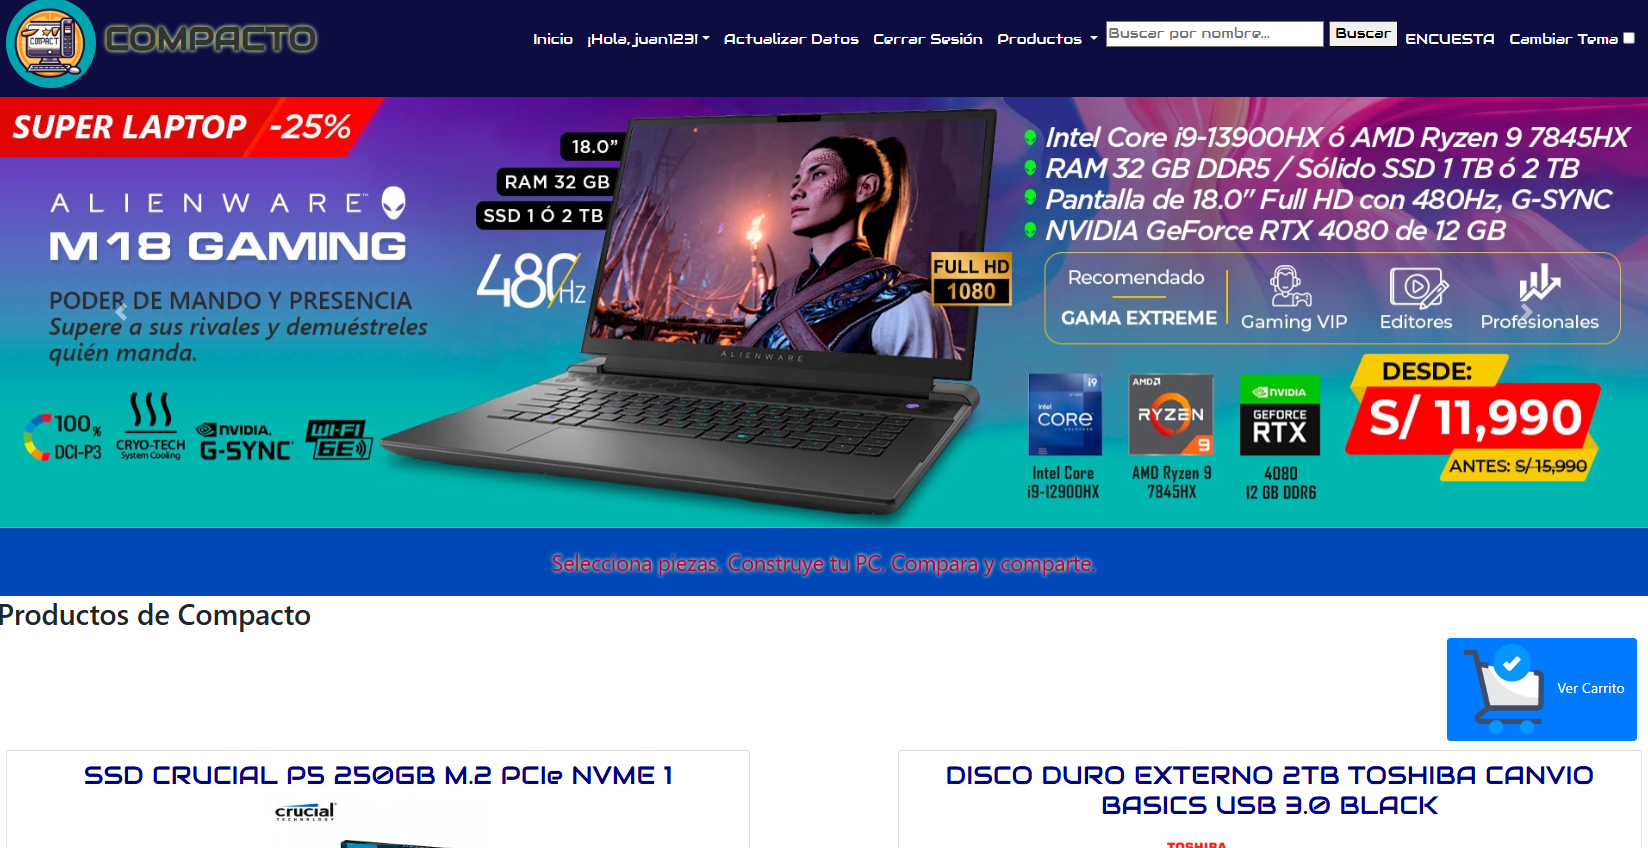 COMPACT
COMPACTO
Inicio ¡Hola, juan123! Actualizar Datos Cerrar Sesión Productos Buscar por nombre... Buscar ENCUESTA Cambiar Tema
SUPER LAPTOP -25%
ALIENWARE™
M18 GAMING
PODER DE MANDO Y PRESENCIA
Supere a sus rivales y demuéstreles
quién manda.
100%
DCI-P3
CRYO-TECH
System Cooling
NVIDIA.
G-SYNC
WI-FI
6E
18.0”
RAM 32 GB
SSD 1 Ó 2 TB
480Hz
ALIENWARE
FULL HD
1080
Intel Core i9-13900HX ó AMD Ryzen 9 7845HX
RAM 32 GB DDR5 / Sólido SSD 1 TB ó 2 TB
Pantalla de 18.0” Full HD con 480Hz, G-SYNC
NVIDIA GeForce RTX 4080 de 12 GB
Recomendado
GAMA EXTREME
Gaming VIP
Editores
Profesionales
i9
intel
CORE
UNLOCKED
Intel Core
i9-12900HX
AMD
RYZEN
9
AMD Ryzen 9
7845HX
NVIDIA
GEFORCE
RTX
4080
12 GB DDR6
DESDE:
S/ 11,990
ANTES: S/ 15,990
Selecciona piezas. Construye tu PC. Compara y comparte.
Productos de Compacto
Ver Carrito
SSD CRUCIAL P5 250GB M.2 PCIe NVME 1
crucial
TECHNOLOGY
DISCO DURO EXTERNO 2TB TOSHIBA CANVIO
BASICS USB 3.0 BLACK
TOSHIBA